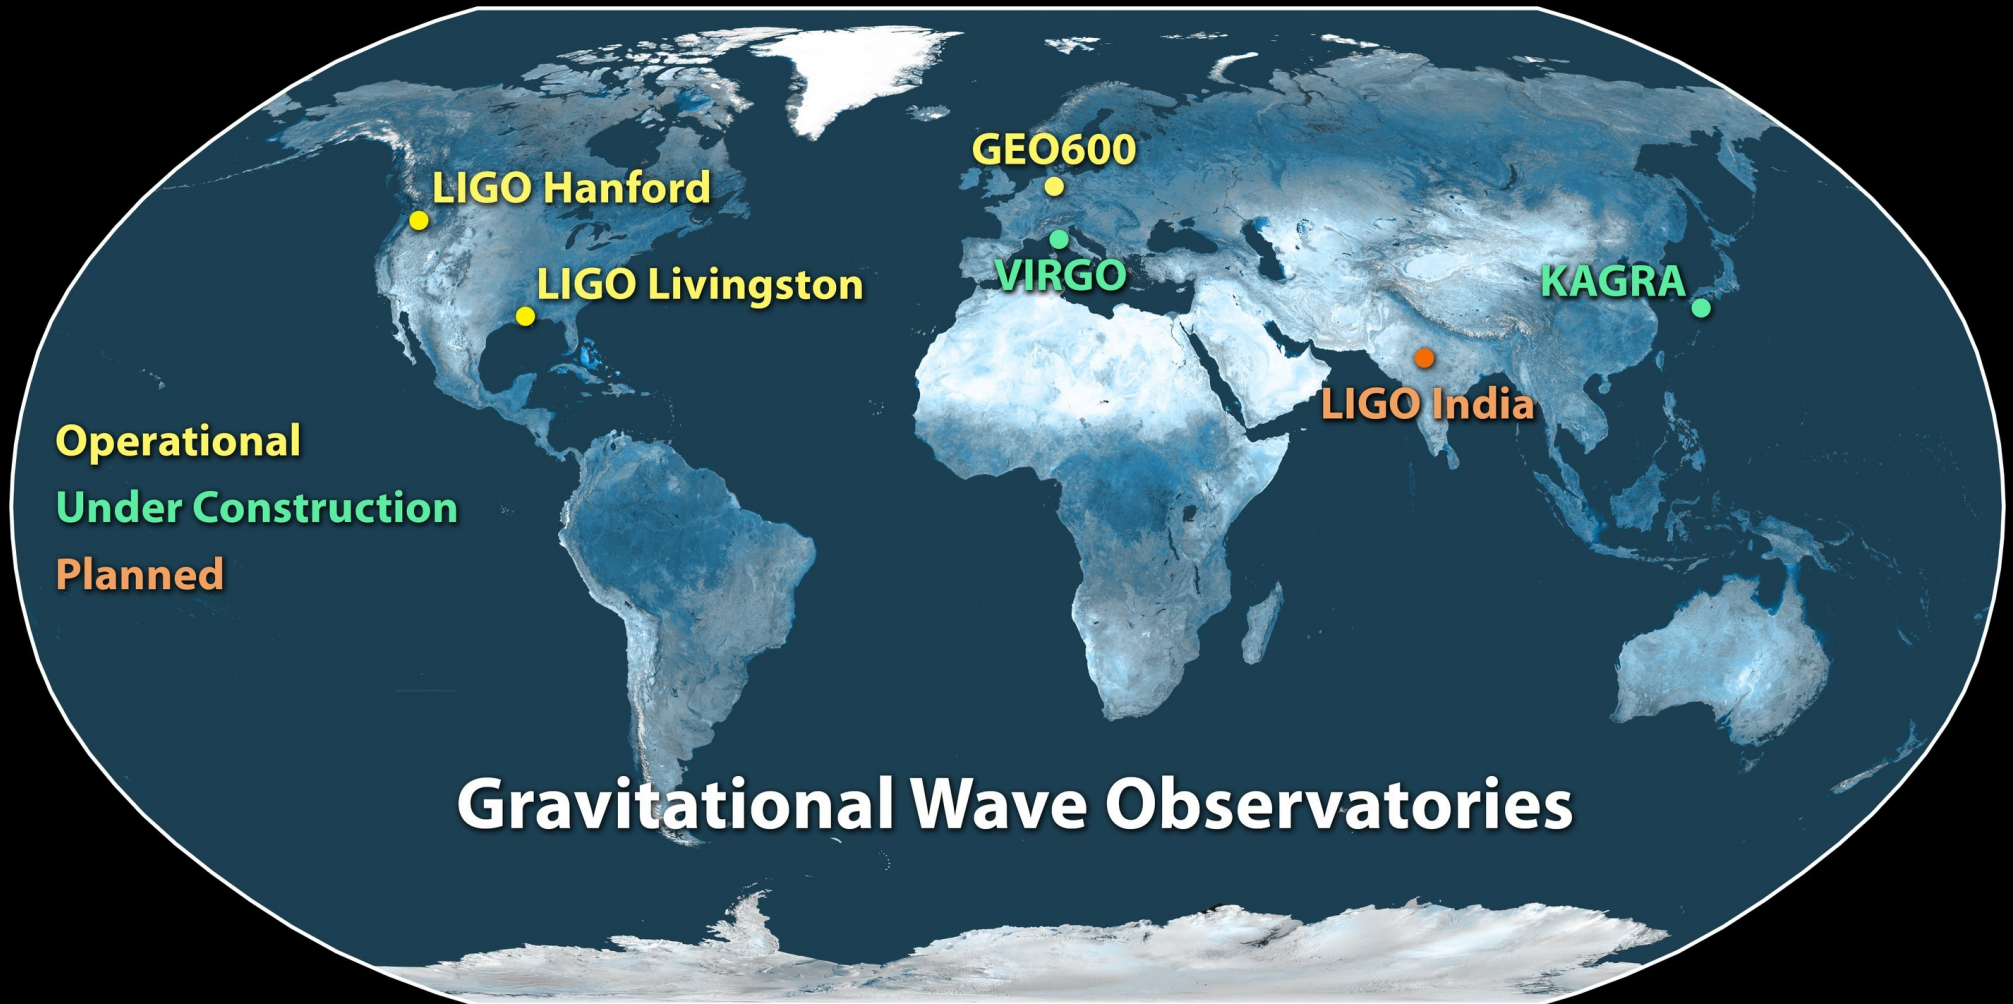 GEO600
LIGO Hanford
LIGO Livingston
VIRGO
KAGRA
LIGO India
Operational
Under Construction
Planned
Gravitational Wave Observatories